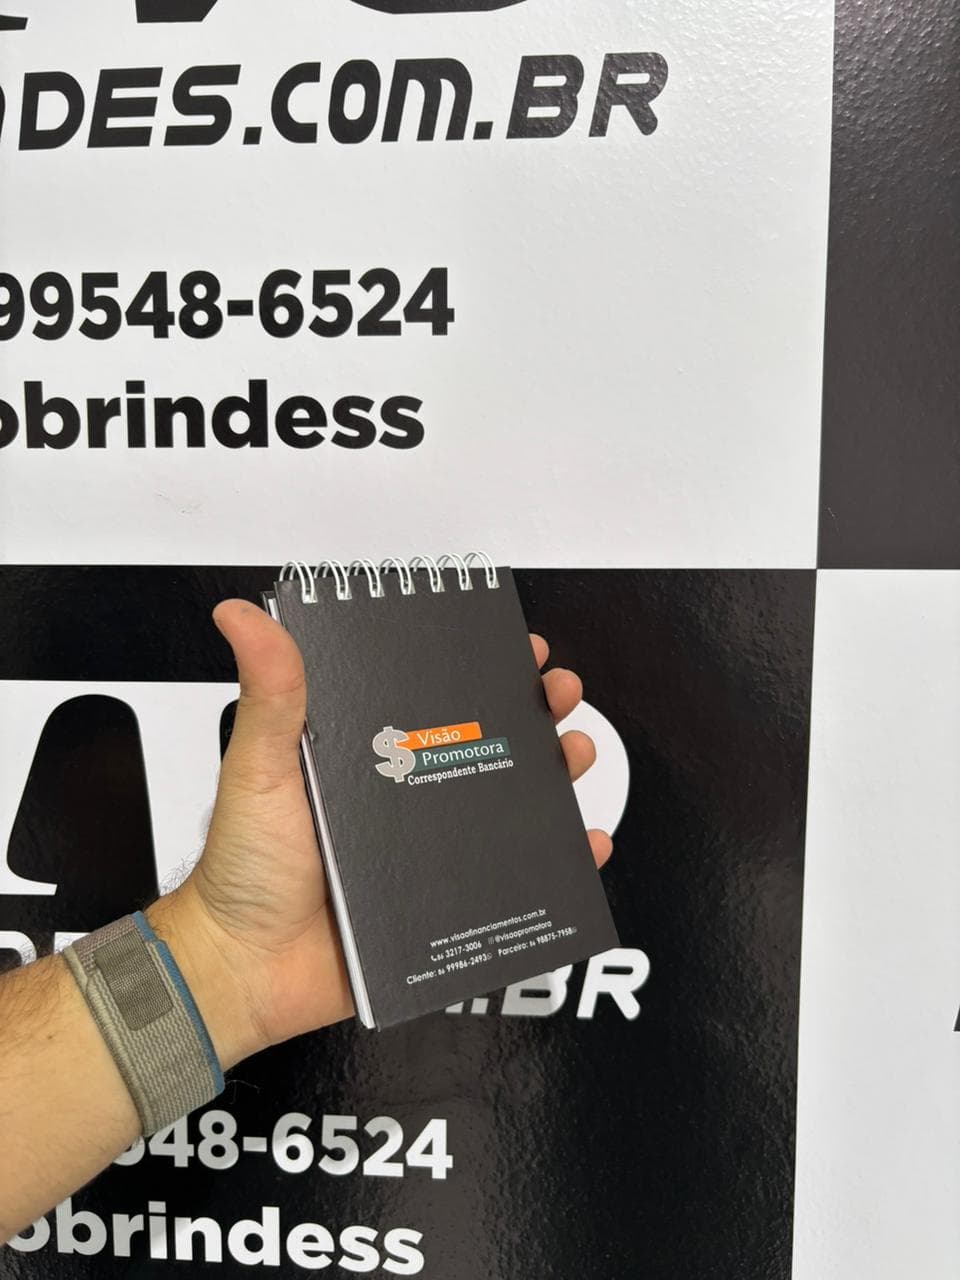 DES.COM.BR
99548-6524
obrindess
$ Visão
Promotora
Correspondente Bancário
www.visaofinanciamentos.com.br
86 3217-3006 @visaopromotora
Cliente: 86 99986-2493 Parceiro: 86 98875-7958
.BR
548-6524
obrindess